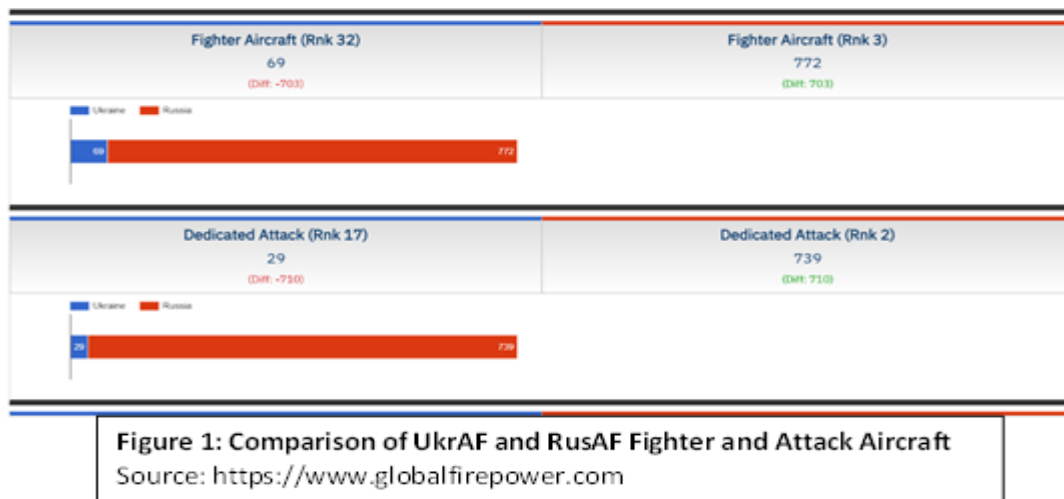 Fighter Aircraft (Rnk 32)
69
(Diff: -703)
Fighter Aircraft (Rnk 3)
772
(Diff: 703)
Ukraine Russia
69 772
Dedicated Attack (Rnk 17)
29
(Diff: -710)
Dedicated Attack (Rnk 2)
739
(Diff: 710)
Ukraine Russia
29 739
Figure 1: Comparison of UkrAF and RusAF Fighter and Attack Aircraft
Source: https://www.globalfirepower.com